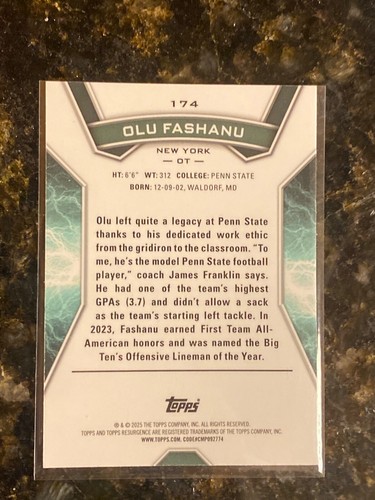 174
OLU FASHANU
NEW YORK
— OT —
HT: 6'6" WT: 312 COLLEGE: PENN STATE
BORN: 12-09-02, WALDORF, MD
Olu left quite a legacy at Penn State
thanks to his dedicated work ethic
from the gridiron to the classroom. "To
me, he's the model Penn State football
player," coach James Franklin says.
He had one of the team's highest
GPAs (3.7) and didn't allow a sack
as the team's starting left tackle. In
2023, Fashanu earned First Team All-
American honors and was named the Big
Ten's Offensive Lineman of the Year.
TOPPS
® & © 2025 THE TOPPS COMPANY, INC. ALL RIGHTS RESERVED.
TOPPS AND TOPPS RESURGENCE ARE REGISTERED TRADEMARKS OF THE TOPPS COMPANY, INC.
WWW.TOPPS.COM. CODE#CMP092774